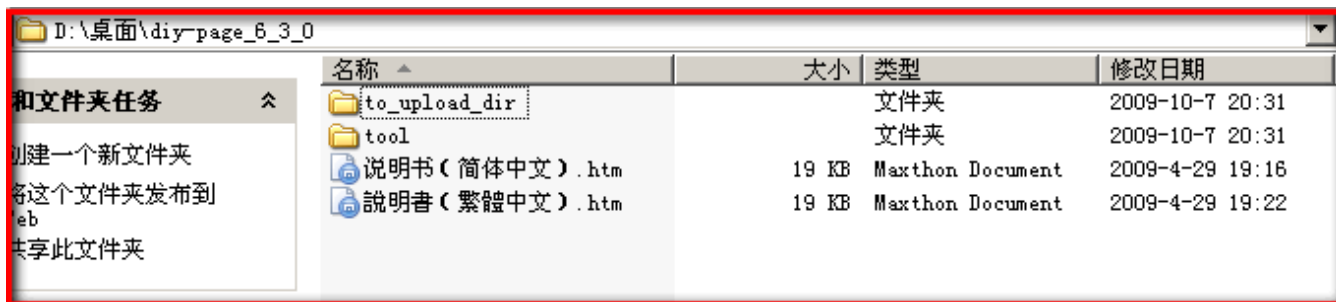 D:\桌面\diy-page_6_3_0
名称 大小 类型 修改日期
和文件夹任务
to_upload_dir 文件夹 2009-10-7 20:31
tool 文件夹 2009-10-7 20:31
创建一个新文件夹
说明书(简体中文).htm 19 KB Maxthon Document 2009-4-29 19:16
将这个文件夹发布到
Web
說明書(繁體中文).htm 19 KB Maxthon Document 2009-4-29 19:22
共享此文件夹